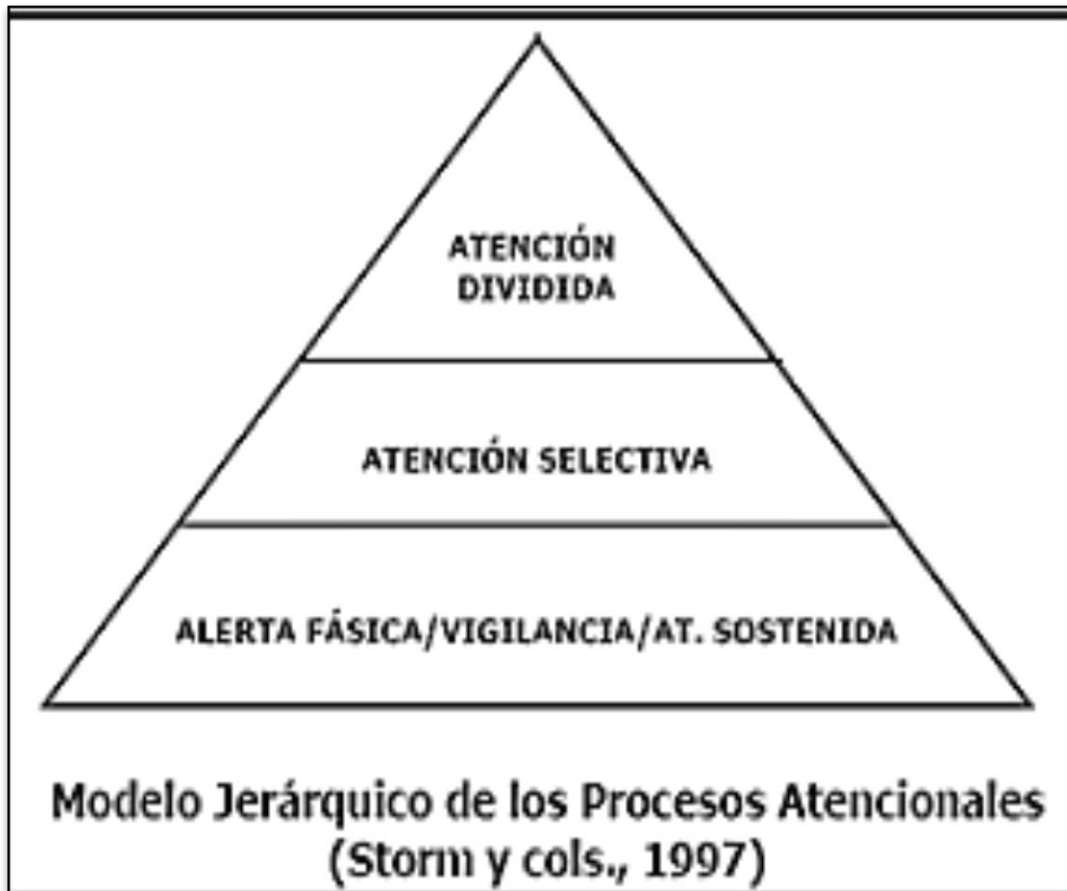 ATENCIÓN
DIVIDIDA
ATENCIÓN SELECTIVA
ALERTA FÁSICA/VIGILANCIA/AT. SOSTENIDA
Modelo Jerárquico de los Procesos Atencionales
(Storm y cols., 1997)